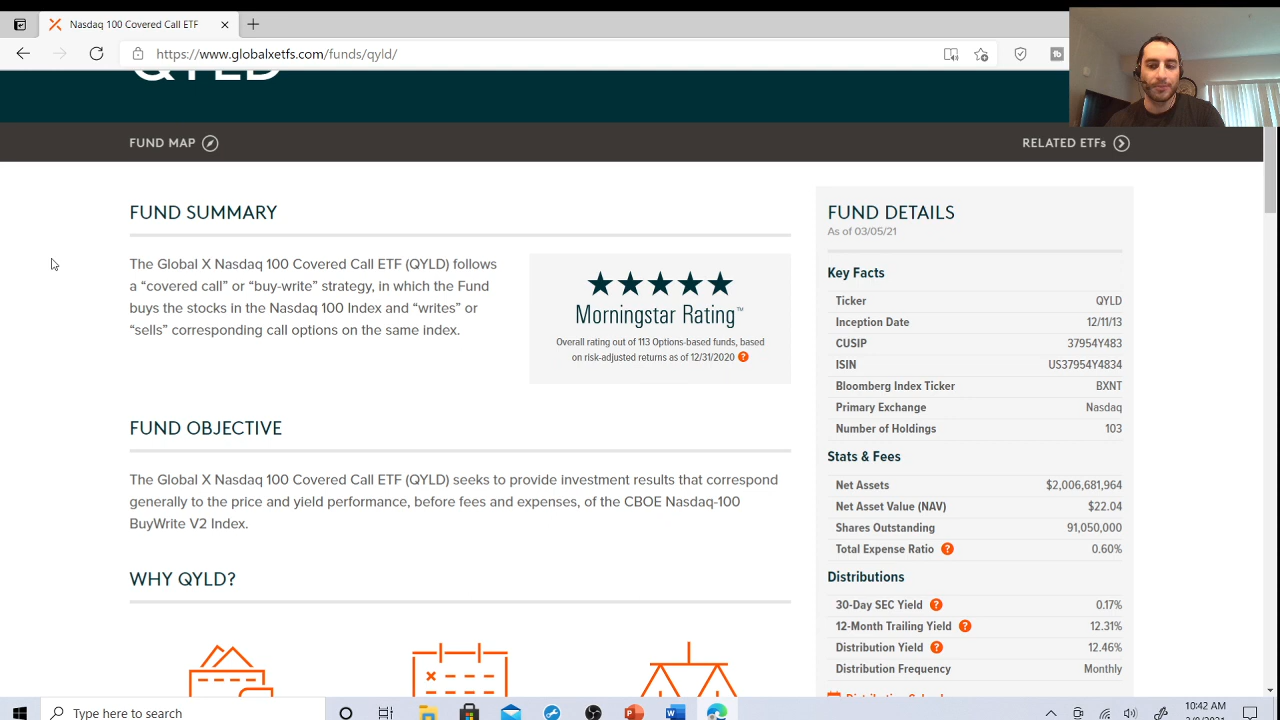 Nasdaq 100 Covered Call ETF
https://www.globalxetfs.com/funds/qyld/
QYLD
FUND MAP
RELATED ETFs
FUND SUMMARY
The Global X Nasdaq 100 Covered Call ETF (QYLD) follows
a “covered call” or “buy-write” strategy, in which the Fund
buys the stocks in the Nasdaq 100 Index and “writes” or
“sells” corresponding call options on the same index.
Morningstar Rating™
Overall rating out of 113 Options-based funds, based
on risk-adjusted returns as of 12/31/2020 ?
FUND OBJECTIVE
The Global X Nasdaq 100 Covered Call ETF (QYLD) seeks to provide investment results that correspond
generally to the price and yield performance, before fees and expenses, of the CBOE Nasdaq-100
BuyWrite V2 Index.
WHY QYLD?
FUND DETAILS
As of 03/05/21
Key Facts
Ticker QYLD
Inception Date 12/11/13
CUSIP 37954Y483
ISIN US37954Y4834
Bloomberg Index Ticker BXNT
Primary Exchange Nasdaq
Number of Holdings 103
Stats & Fees
Net Assets $2,006,681,964
Net Asset Value (NAV) $22.04
Shares Outstanding 91,050,000
Total Expense Ratio ? 0.60%
Distributions
30-Day SEC Yield ? 0.17%
12-Month Trailing Yield ? 12.31%
Distribution Yield ? 12.46%
Distribution Frequency Monthly
Type here to search
10:42 AM